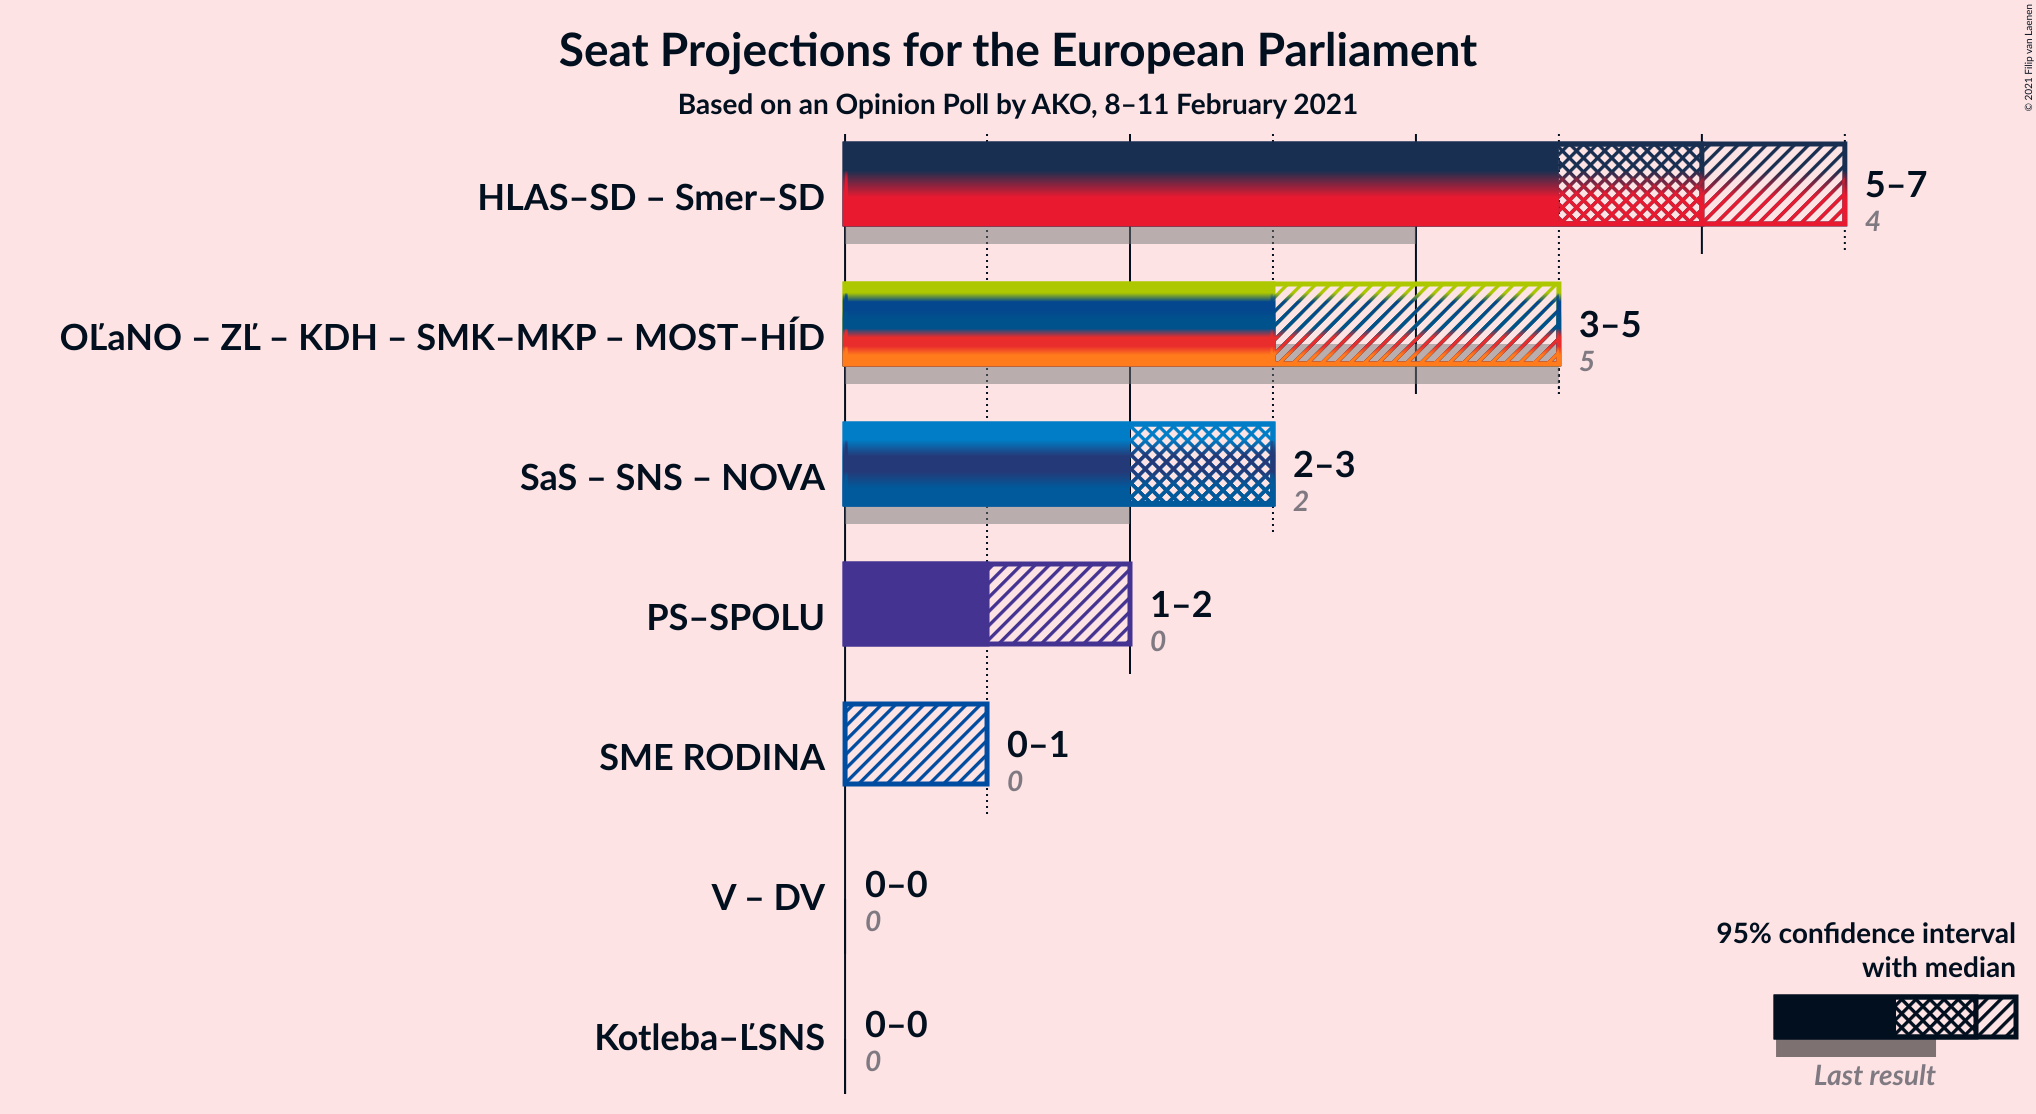 Seat Projections for the European Parliament
Based on an Opinion Poll by AKO, 8–11 February 2021
© 2021 Filip van Laenen
HLAS–SD – Smer–SD
5–7
4
OĽaNO – ZĽ – KDH – SMK–MKP – MOST–HÍD
3–5
5
SaS – SNS – NOVA
2–3
2
PS–SPOLU
1–2
0
SME RODINA
0–1
0
V – DV
0–0
0
Kotleba–ĽSNS
0–0
0
95% confidence interval
with median
Last result